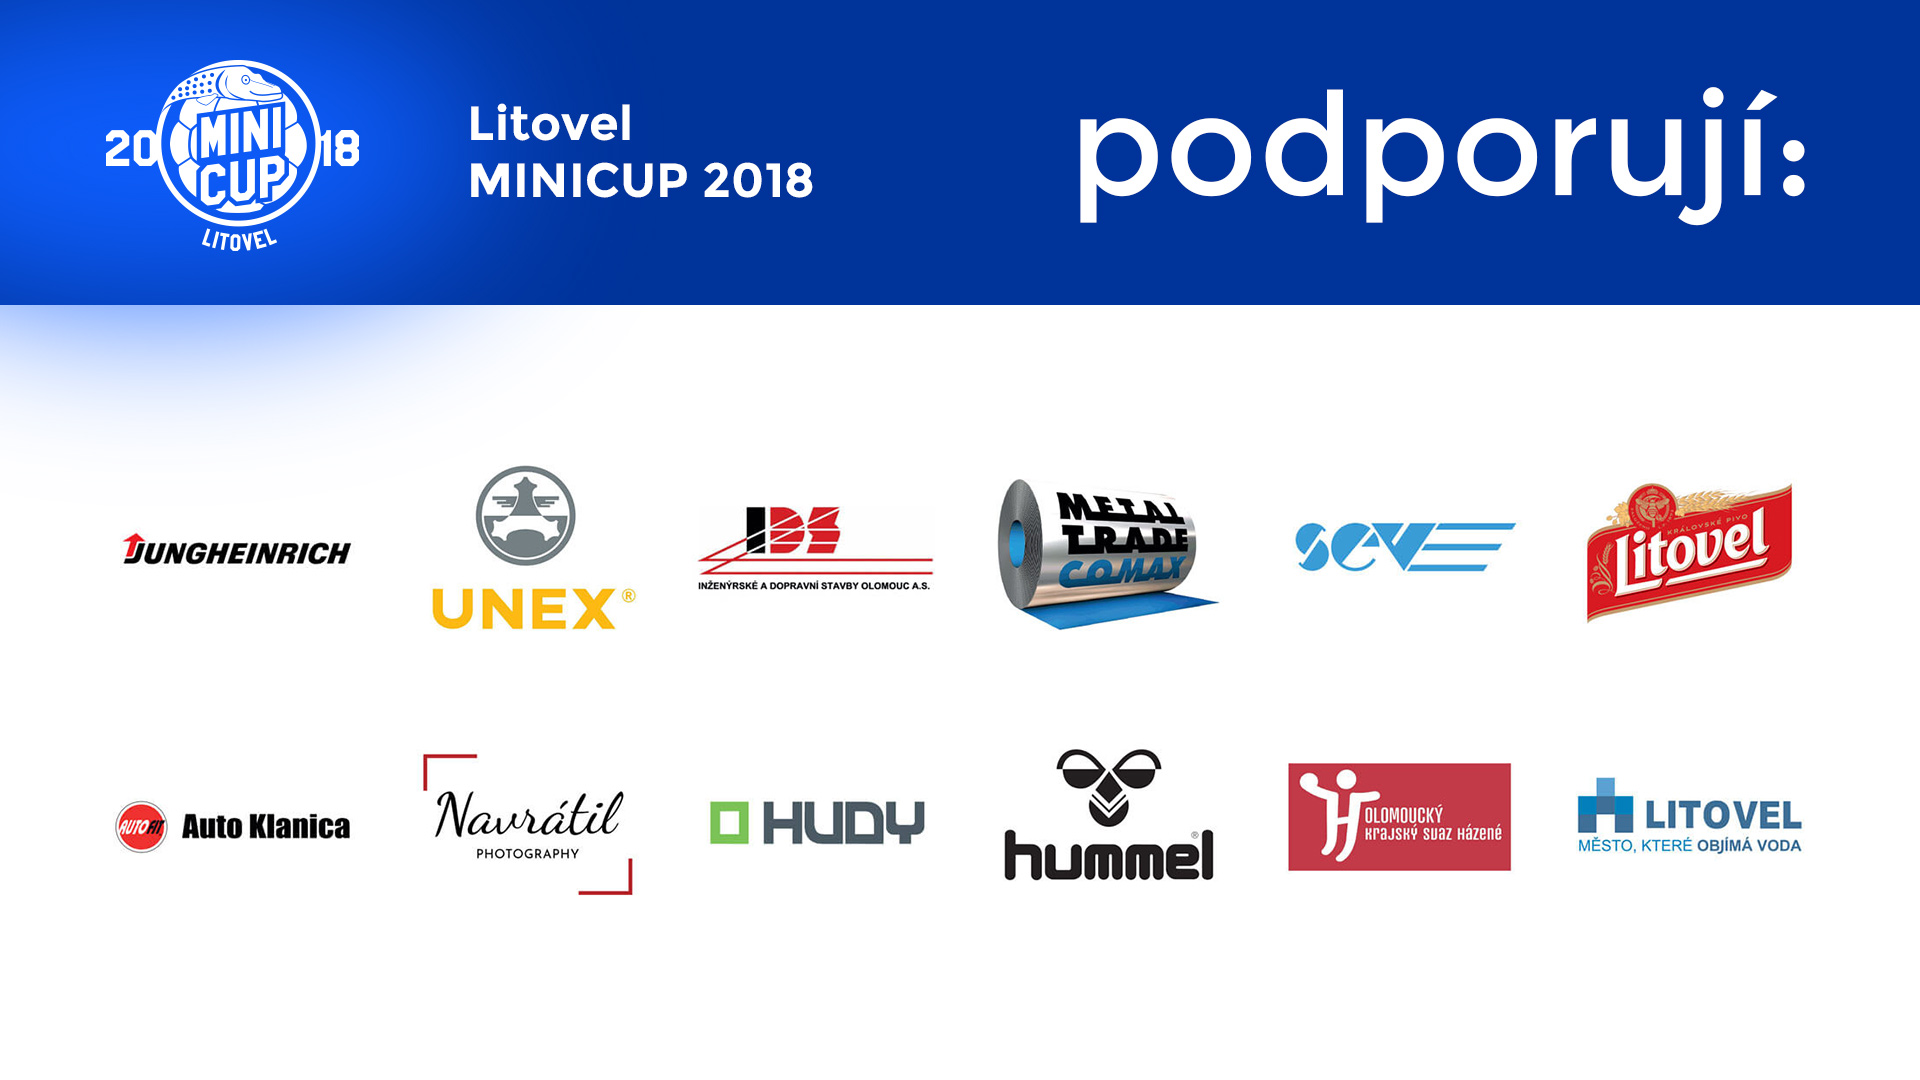 20 MINI CUP 18
LITOVEL
Litovel
MINICUP 2018
podporují:
JUNGHEINRICH
UNEX®
IDS
INŽENÝRSKÉ A DOPRAVNÍ STAVBY OLOMOUC A.S.
METAL
TRADE
COMAX
SEVE
KRÁLOVSKÉ PIVO
Litovel
AUTOFIT
Auto Klanica
Navrátil
PHOTOGRAPHY
HUDY
hummel®
OLOMOUCKÝ
Krajský svaz házené
LITOVEL
MĚSTO, KTERÉ OBJÍMÁ VODA